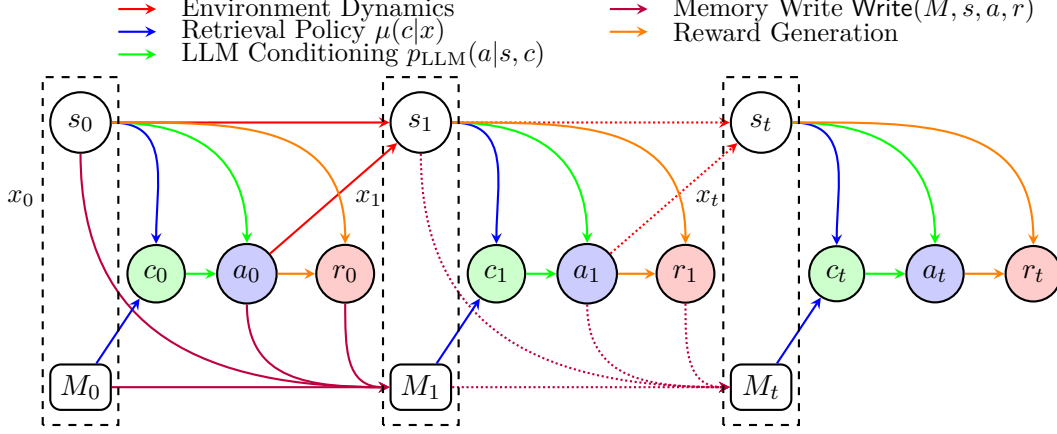 Environment Dynamics
Retrieval Policy μ(c|x)
LLM Conditioning p_LLM(a|s, c)
Memory Write Write(M, s, a, r)
Reward Generation
s_0 s_1 s_t
x_0 x_1 x_t
c_0 a_0 r_0 c_1 a_1 r_1 c_t a_t r_t
M_0 M_1 M_t